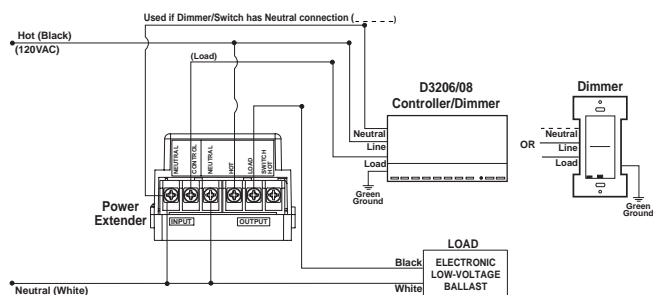 Used if Dimmer/Switch has Neutral connection ( - - - - - )
Hot (Black)
(120VAC)
(Load)
D3206/08
Controller/Dimmer
Dimmer
Neutral
Line
Load
OR
Neutral
Line
Load
Green
Ground
Green
Ground
NEUTRAL
CONTROL
NEUTRAL
HOT
LOAD
SWITCH
HOT
Power
Extender
INPUT
OUTPUT
LOAD
Black
White
ELECTRONIC
LOW-VOLTAGE
BALLAST
Neutral (White)